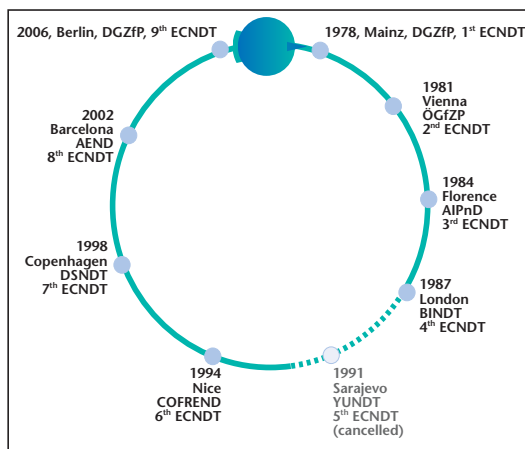 2006, Berlin, DGZfP, 9th ECNDT
1978, Mainz, DGZfP, 1st ECNDT
1981
Vienna
ÖGfZP
2nd ECNDT
1984
Florence
AIPnD
3rd ECNDT
1987
London
BINDT
4th ECNDT
1991
Sarajevo
YUNDT
5th ECNDT
(cancelled)
1994
Nice
COFREND
6th ECNDT
1998
Copenhagen
DSNDT
7th ECNDT
2002
Barcelona
AEND
8th ECNDT